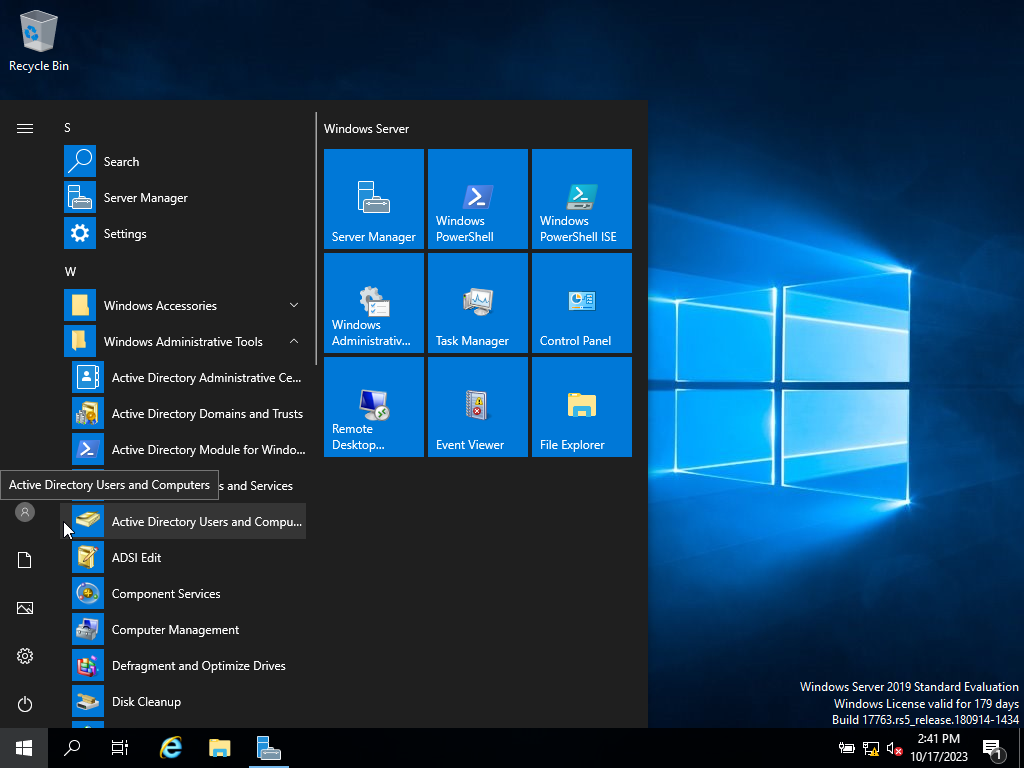 Recycle Bin
S
Search
Server Manager
Settings
W
Windows Accessories
Windows Administrative Tools
Active Directory Administrative Ce...
Active Directory Domains and Trusts
Active Directory Module for Windo...
Active Directory Users and Computers
s and Services
Active Directory Users and Compu...
ADSI Edit
Component Services
Computer Management
Defragment and Optimize Drives
Disk Cleanup
Windows Server
Server Manager
Windows
PowerShell
Windows
PowerShell ISE
Windows
Administrativ...
Task Manager
Control Panel
Remote
Desktop...
Event Viewer
File Explorer
Windows Server 2019 Standard Evaluation
Windows License valid for 179 days
Build 17763.rs5_release.180914-1434
2:41 PM
10/17/2023
1